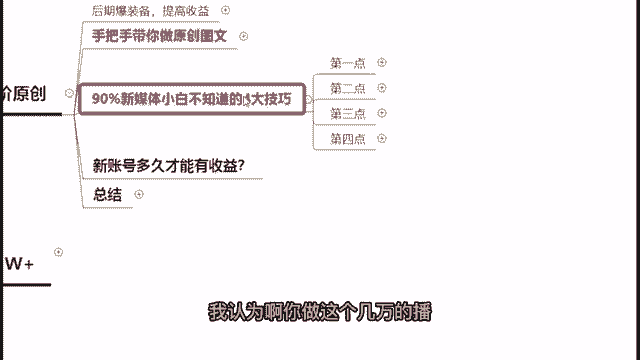 后期爆装备，提高收益
手把手带你做原创图文
阶原创
90%新媒体小白不知道的4大技巧
第一点
第二点
第三点
第四点
新账号多久才能有收益？
总结
W+
我认为啊你做这个几万的播